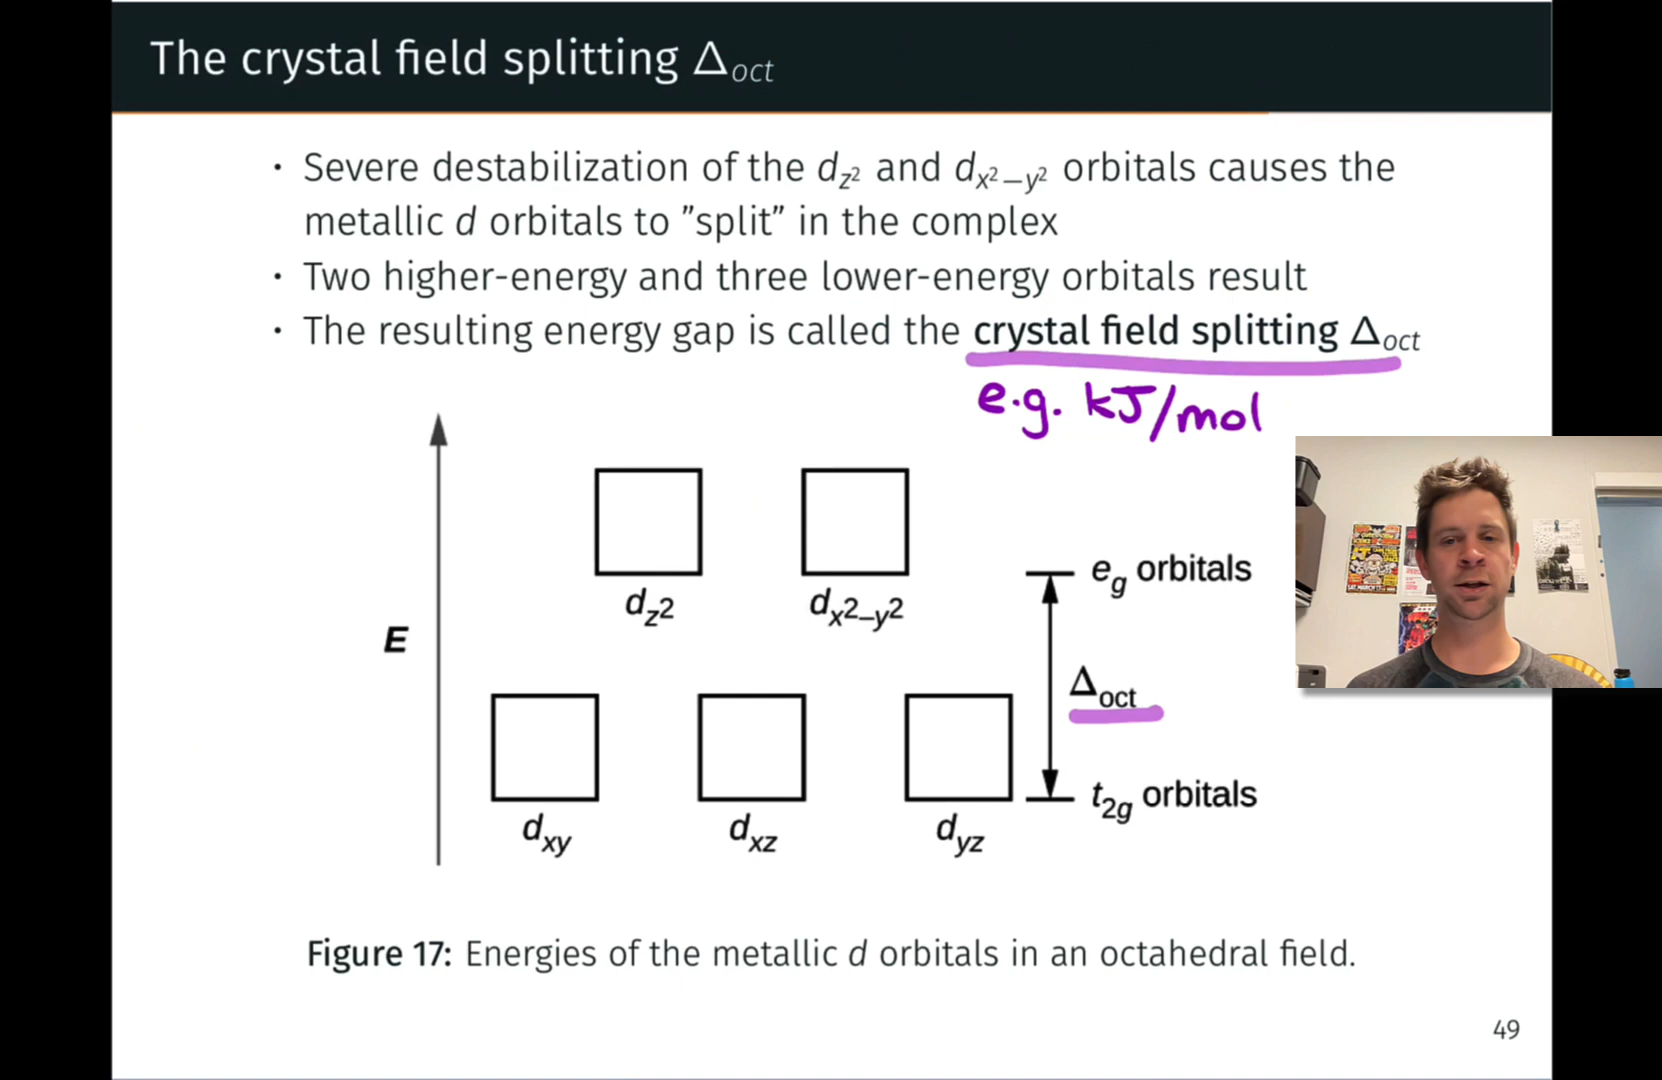 The crystal field splitting Δoct
· Severe destabilization of the dz² and dx²−y² orbitals causes the
metallic d orbitals to ”split” in the complex
· Two higher-energy and three lower-energy orbitals result
· The resulting energy gap is called the crystal field splitting Δoct
e.g. kJ/mol
eg orbitals
dz2 dx2–y2
E
Δoct
t2g orbitals
dxy dxz dyz
Figure 17: Energies of the metallic d orbitals in an octahedral field.
49